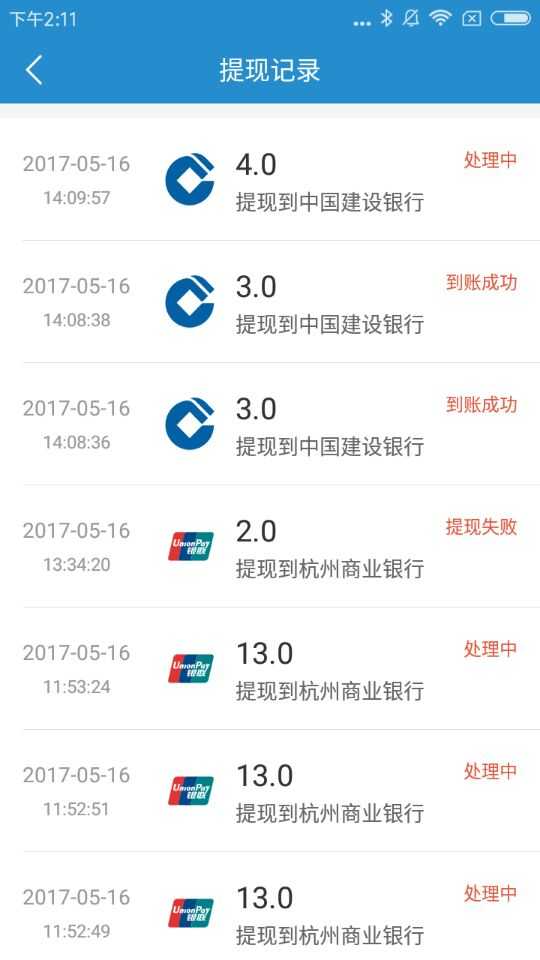 下午2:11
提现记录
2017-05-16 4.0 处理中
14:09:57 提现到中国建设银行
2017-05-16 3.0 到账成功
14:08:38 提现到中国建设银行
2017-05-16 3.0 到账成功
14:08:36 提现到中国建设银行
2017-05-16 UnionPay 2.0 提现失败
13:34:20 银联 提现到杭州商业银行
2017-05-16 UnionPay 13.0 处理中
11:53:24 银联 提现到杭州商业银行
2017-05-16 UnionPay 13.0 处理中
11:52:51 银联 提现到杭州商业银行
2017-05-16 UnionPay 13.0 处理中
11:52:49 银联 提现到杭州商业银行